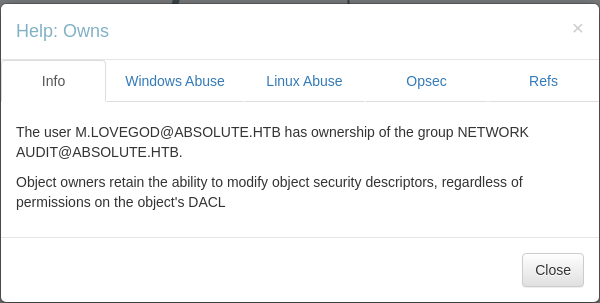 Help: Owns ×
Info Windows Abuse Linux Abuse Opsec Refs
The user M.LOVEGOD@ABSOLUTE.HTB has ownership of the group NETWORK
AUDIT@ABSOLUTE.HTB.
Object owners retain the ability to modify object security descriptors, regardless of
permissions on the object's DACL
Close